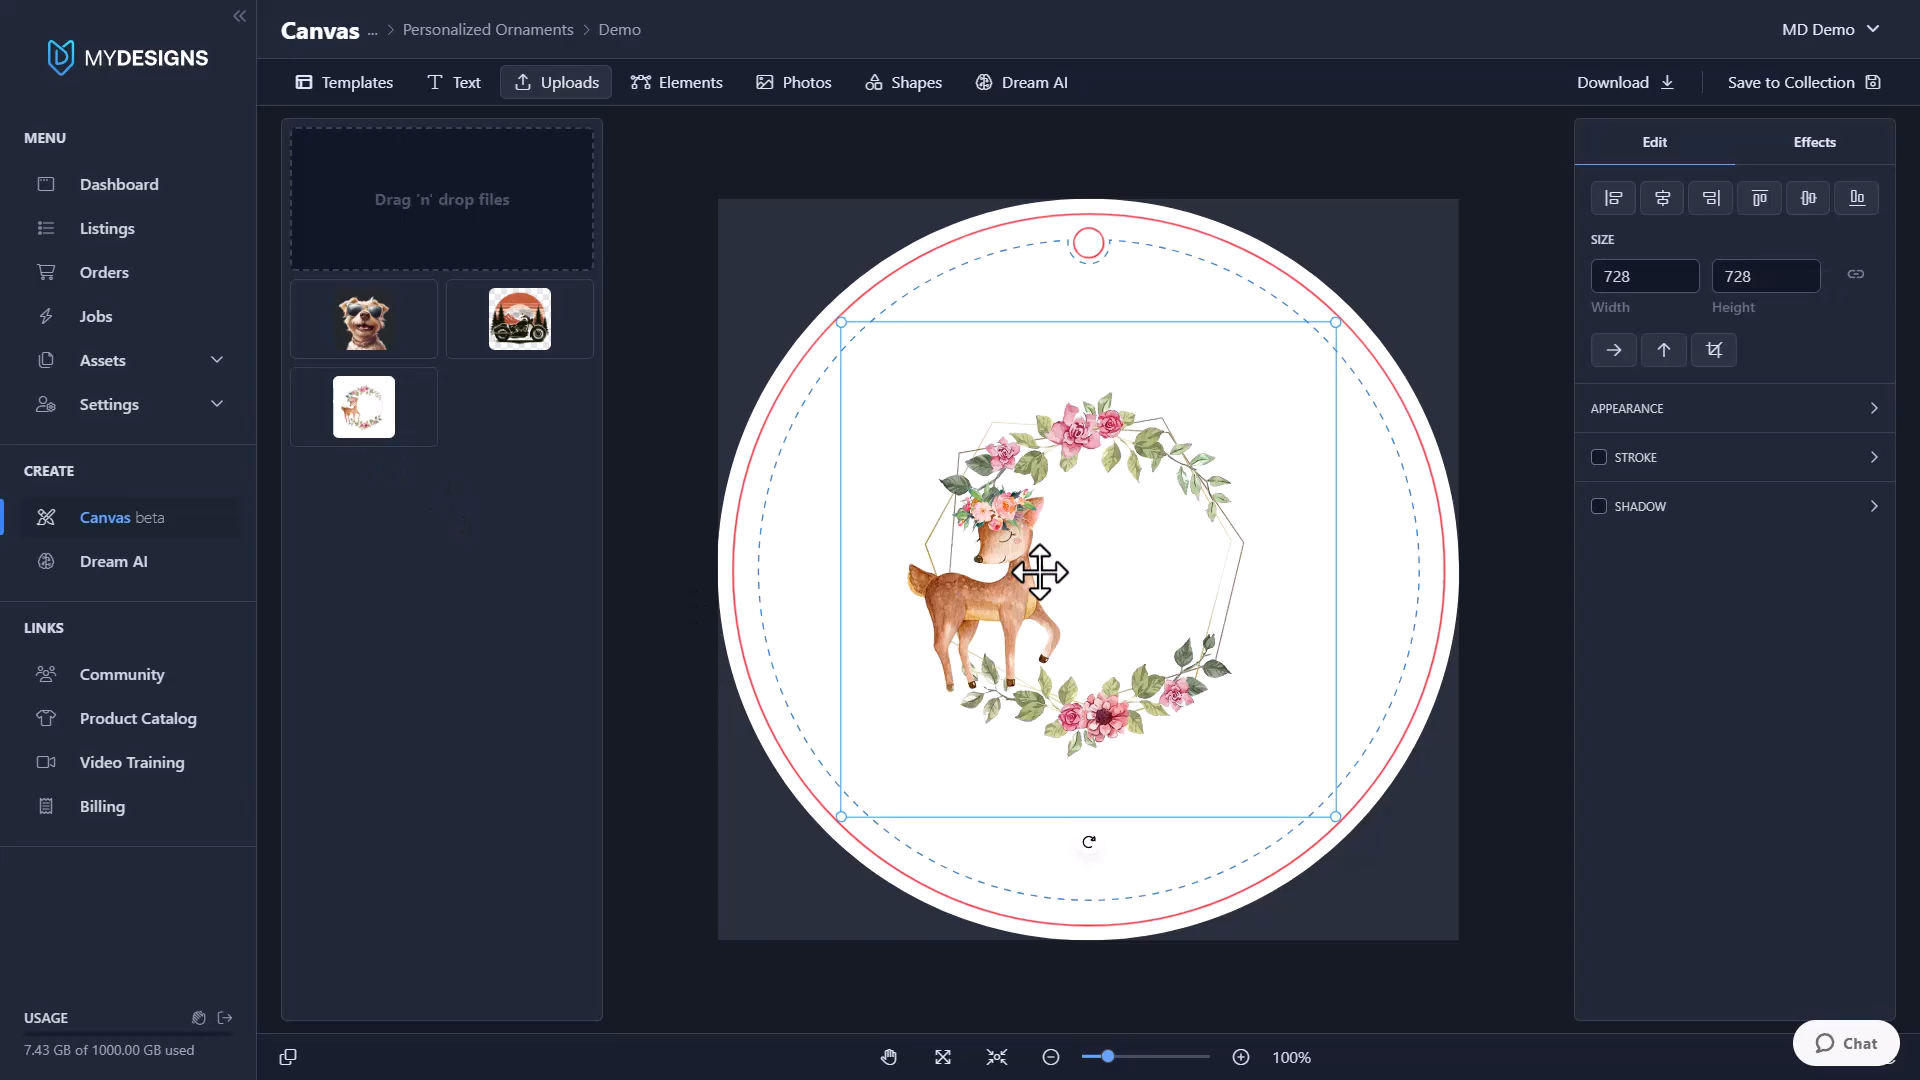 MYDESIGNS
MENU
Dashboard
Listings
Orders
Jobs
Assets
Settings
CREATE
Canvas beta
Dream AI
LINKS
Community
Product Catalog
Video Training
Billing
USAGE
7.43 GB of 1000.00 GB used
Canvas ... > Personalized Ornaments > Demo
MD Demo
Templates
Text
Uploads
Elements
Photos
Shapes
Dream AI
Download
Save to Collection
Drag 'n' drop files
Edit
Effects
SIZE
728
728
Width
Height
APPEARANCE
STROKE
SHADOW
100%
Chat